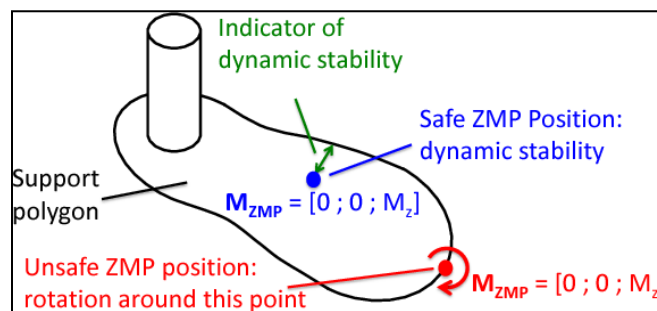 Indicator of
dynamic stability
Safe ZMP Position:
dynamic stability
Support
polygon
M_ZMP = [0 ; 0 ; M_z]
Unsafe ZMP position:
rotation around this point
M_ZMP = [0 ; 0 ; M_z